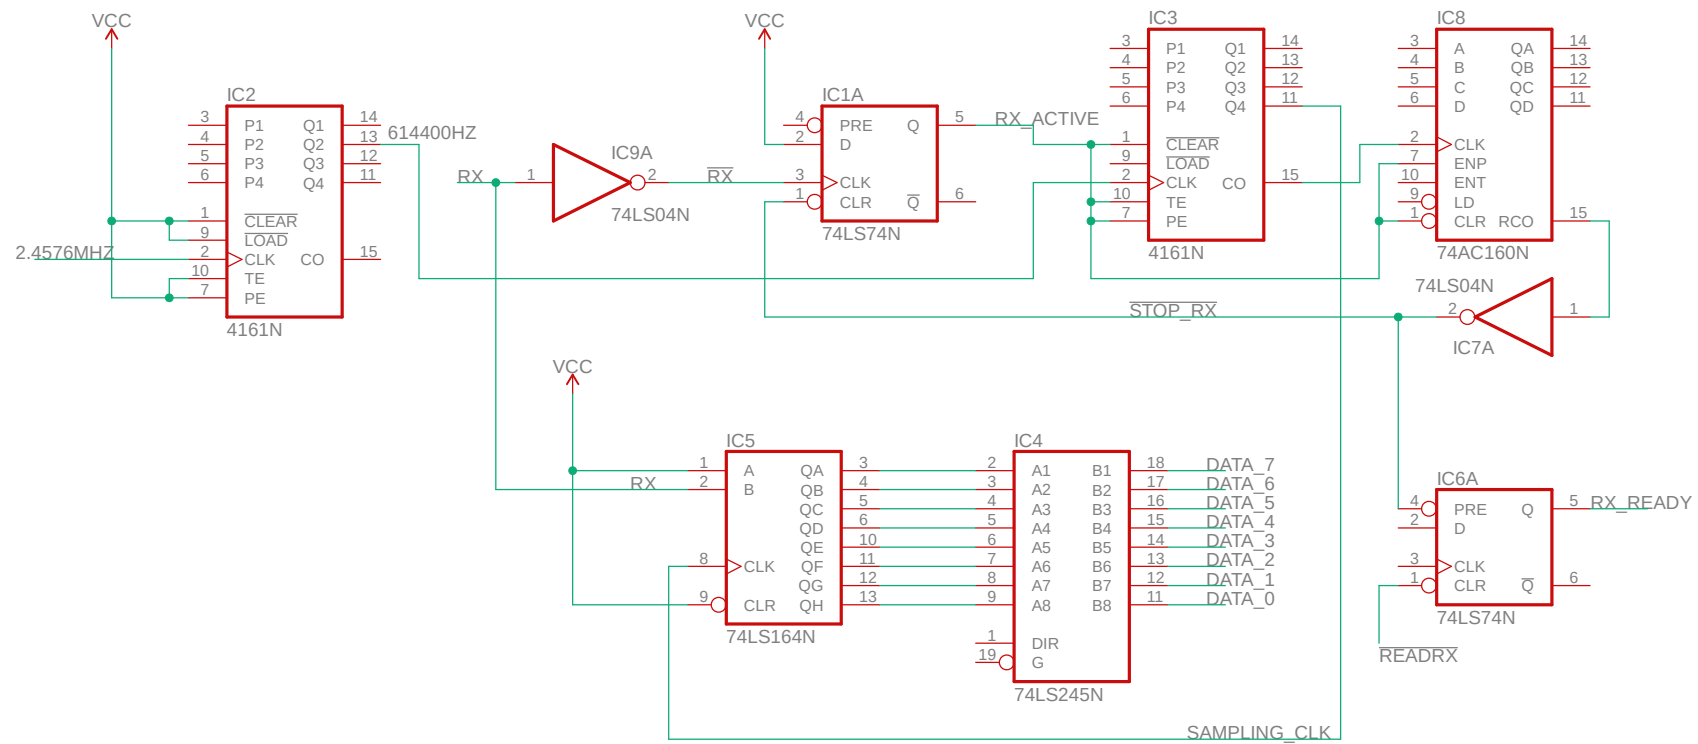 VCC
IC2
3 P1 Q1 14
4 P2 Q2 13
5 P3 Q3 12
6 P4 Q4 11
1 CLEAR
9 LOAD
2 CLK CO 15
10 TE
7 PE
4161N
2.4576MHZ
614400HZ
RX
1 IC9A 2
74LS04N
RX
VCC
IC1A
4 PRE Q 5
2 D
3 CLK
1 CLR Q 6
74LS74N
RX_ACTIVE
IC3
3 P1 Q1 14
4 P2 Q2 13
5 P3 Q3 12
6 P4 Q4 11
1 CLEAR
9 LOAD
2 CLK CO 15
10 TE
7 PE
4161N
IC8
3 A QA 14
4 B QB 13
5 C QC 12
6 D QD 11
2 CLK
7 ENP
10 ENT
9 LD
1 CLR RCO 15
74AC160N
74LS04N
2 1
IC7A
STOP_RX
VCC
IC5
1 A QA 3
2 B QB 4
QC 5
QD 6
QE 10
8 CLK QF 11
QG 12
9 CLR QH 13
74LS164N
RX
IC4
2 A1 B1 18 DATA_7
3 A2 B2 17 DATA_6
4 A3 B3 16 DATA_5
5 A4 B4 15 DATA_4
6 A5 B5 14 DATA_3
7 A6 B6 13 DATA_2
8 A7 B7 12 DATA_1
9 A8 B8 11 DATA_0
1 DIR
19 G
74LS245N
IC6A
4 PRE Q 5 RX_READY
2 D
3 CLK
1 CLR Q 6
74LS74N
READRX
SAMPLING_CLK